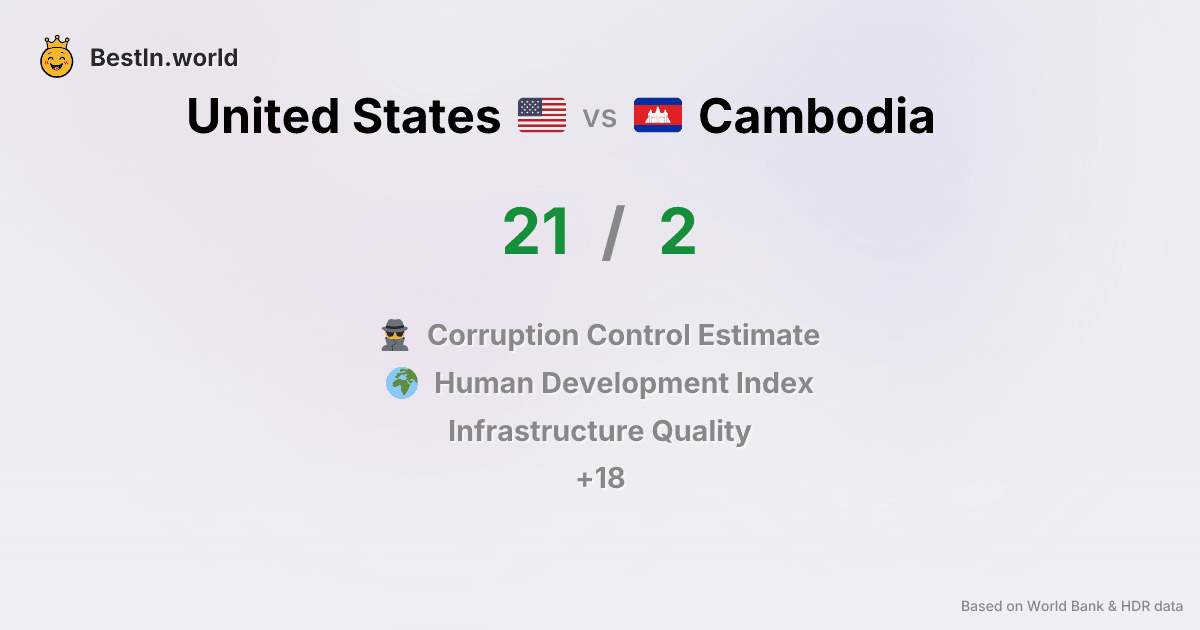 BestIn.world
United States vs Cambodia
21 / 2
Corruption Control Estimate
Human Development Index
Infrastructure Quality
+18
Based on World Bank & HDR data